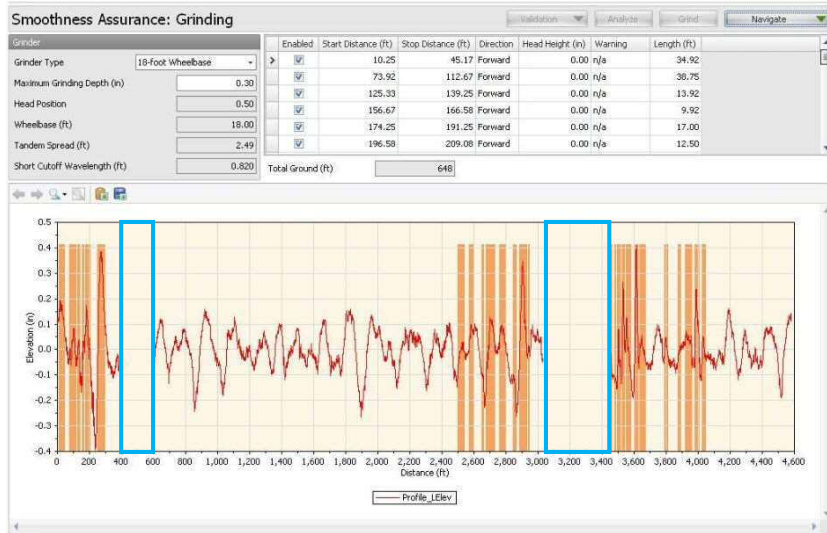 Smoothness Assurance: Grinding
Validation Analyze Grind Navigate
Grinder
Grinder Type 18-foot Wheelbase
Maximum Grinding Depth (in) 0.30
Head Position 0.50
Wheelbase (ft) 18.00
Tandem Spread (ft) 2.49
Short Cutoff Wavelength (ft) 0.820
Enabled Start Distance (ft) Stop Distance (ft) Direction Head Height (in) Warning Length (ft)
10.25 45.17 Forward 0.00 n/a 34.92
73.92 112.67 Forward 0.00 n/a 38.75
125.33 139.25 Forward 0.00 n/a 13.92
156.67 166.58 Forward 0.00 n/a 9.92
174.25 191.25 Forward 0.00 n/a 17.00
196.58 209.08 Forward 0.00 n/a 12.50
Total Ground (ft) 648
0.5
0.4
0.3
0.2
0.1
0.0
-0.1
-0.2
-0.3
-0.4
Elevation (in)
0 200 400 600 800 1,000 1,200 1,400 1,600 1,800 2,000 2,200 2,400 2,600 2,800 3,000 3,200 3,400 3,600 3,800 4,000 4,200 4,400 4,600
Distance (ft)
Profile_LElev